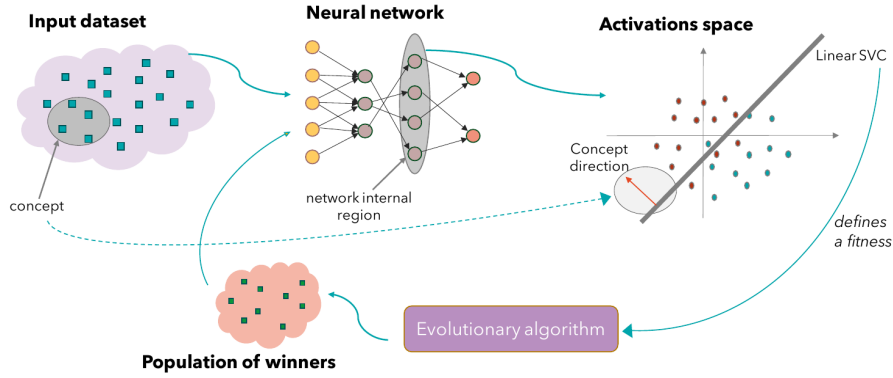 Input dataset
Neural network
Activations space
Linear SVC
Concept
direction
concept
network internal
region
defines
a fitness
Evolutionary algorithm
Population of winners